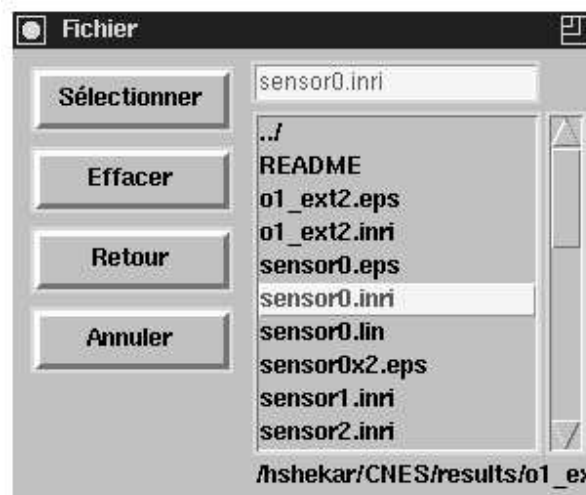 Fichier
Sélectionner
Effacer
Retour
Annuler
sensor0.inri
../
README
o1_ext2.eps
o1_ext2.inri
sensor0.eps
sensor0.inri
sensor0.lin
sensor0x2.eps
sensor1.inri
sensor2.inri
/hshekar/CNES/results/o1_ex